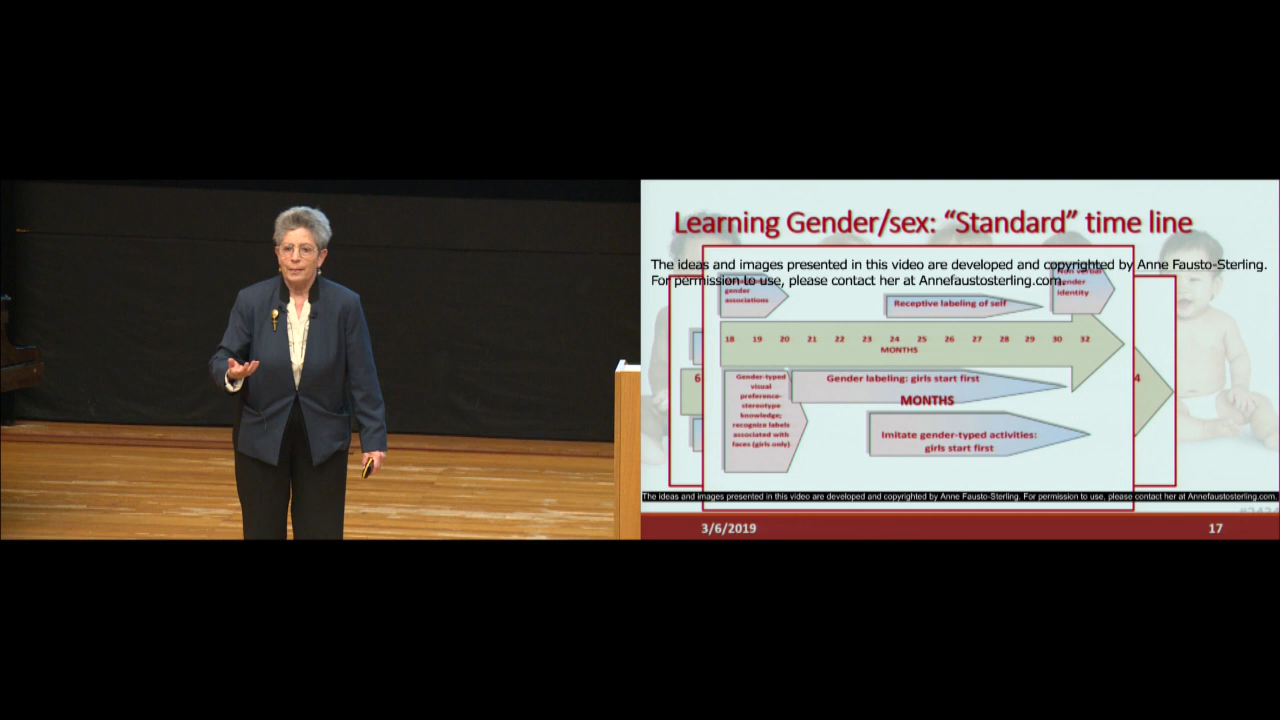 Learning Gender/sex: “Standard” time line
The ideas and images presented in this video are developed and copyrighted by Anne Fausto-Sterling.
For permission to use, please contact her at Annefaustosterling.com.
gender
associations
Receptive labeling of self
Non verbal
gender
identity
18 19 20 21 22 23 24 25 26 27 28 29 30 32
MONTHS
6
4
Gender-typed
visual
preference-
stereotype
knowledge;
recognize labels
associated with
faces (girls only)
Gender labeling: girls start first
MONTHS
Imitate gender-typed activities:
girls start first
The ideas and images presented in this video are developed and copyrighted by Anne Fausto-Sterling. For permission to use, please contact her at Annefaustosterling.com.
3/6/2019
17